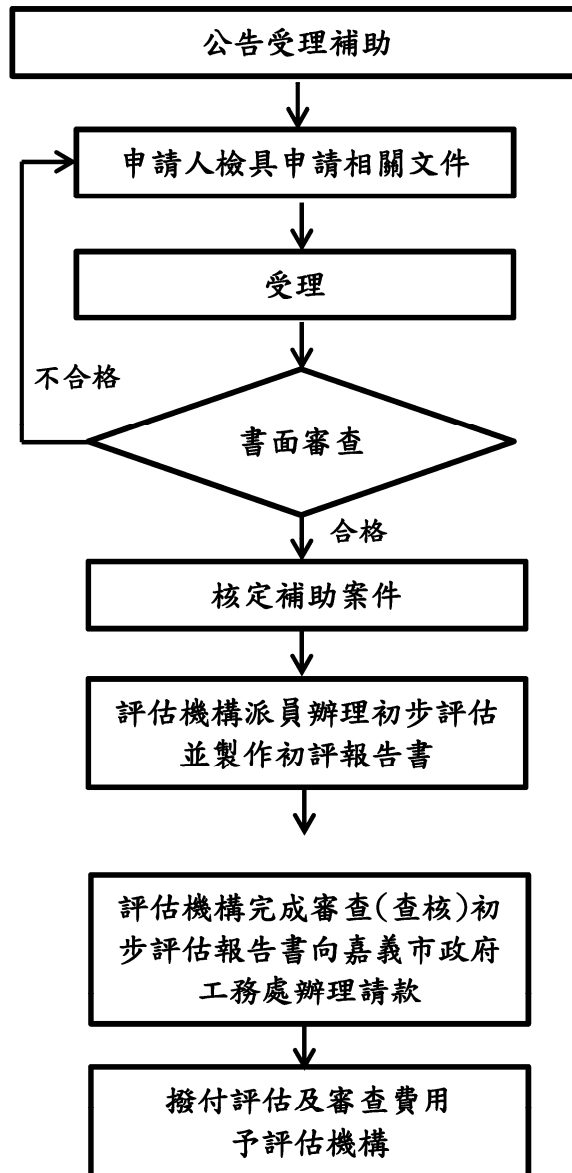 公告受理補助
申請人檢具申請相關文件
受理
不合格
書面審查
合格
核定補助案件
評估機構派員辦理初步評估
並製作初評報告書
評估機構完成審查(查核)初
步評估報告書向嘉義市政府
工務處辦理請款
撥付評估及審查費用
予評估機構